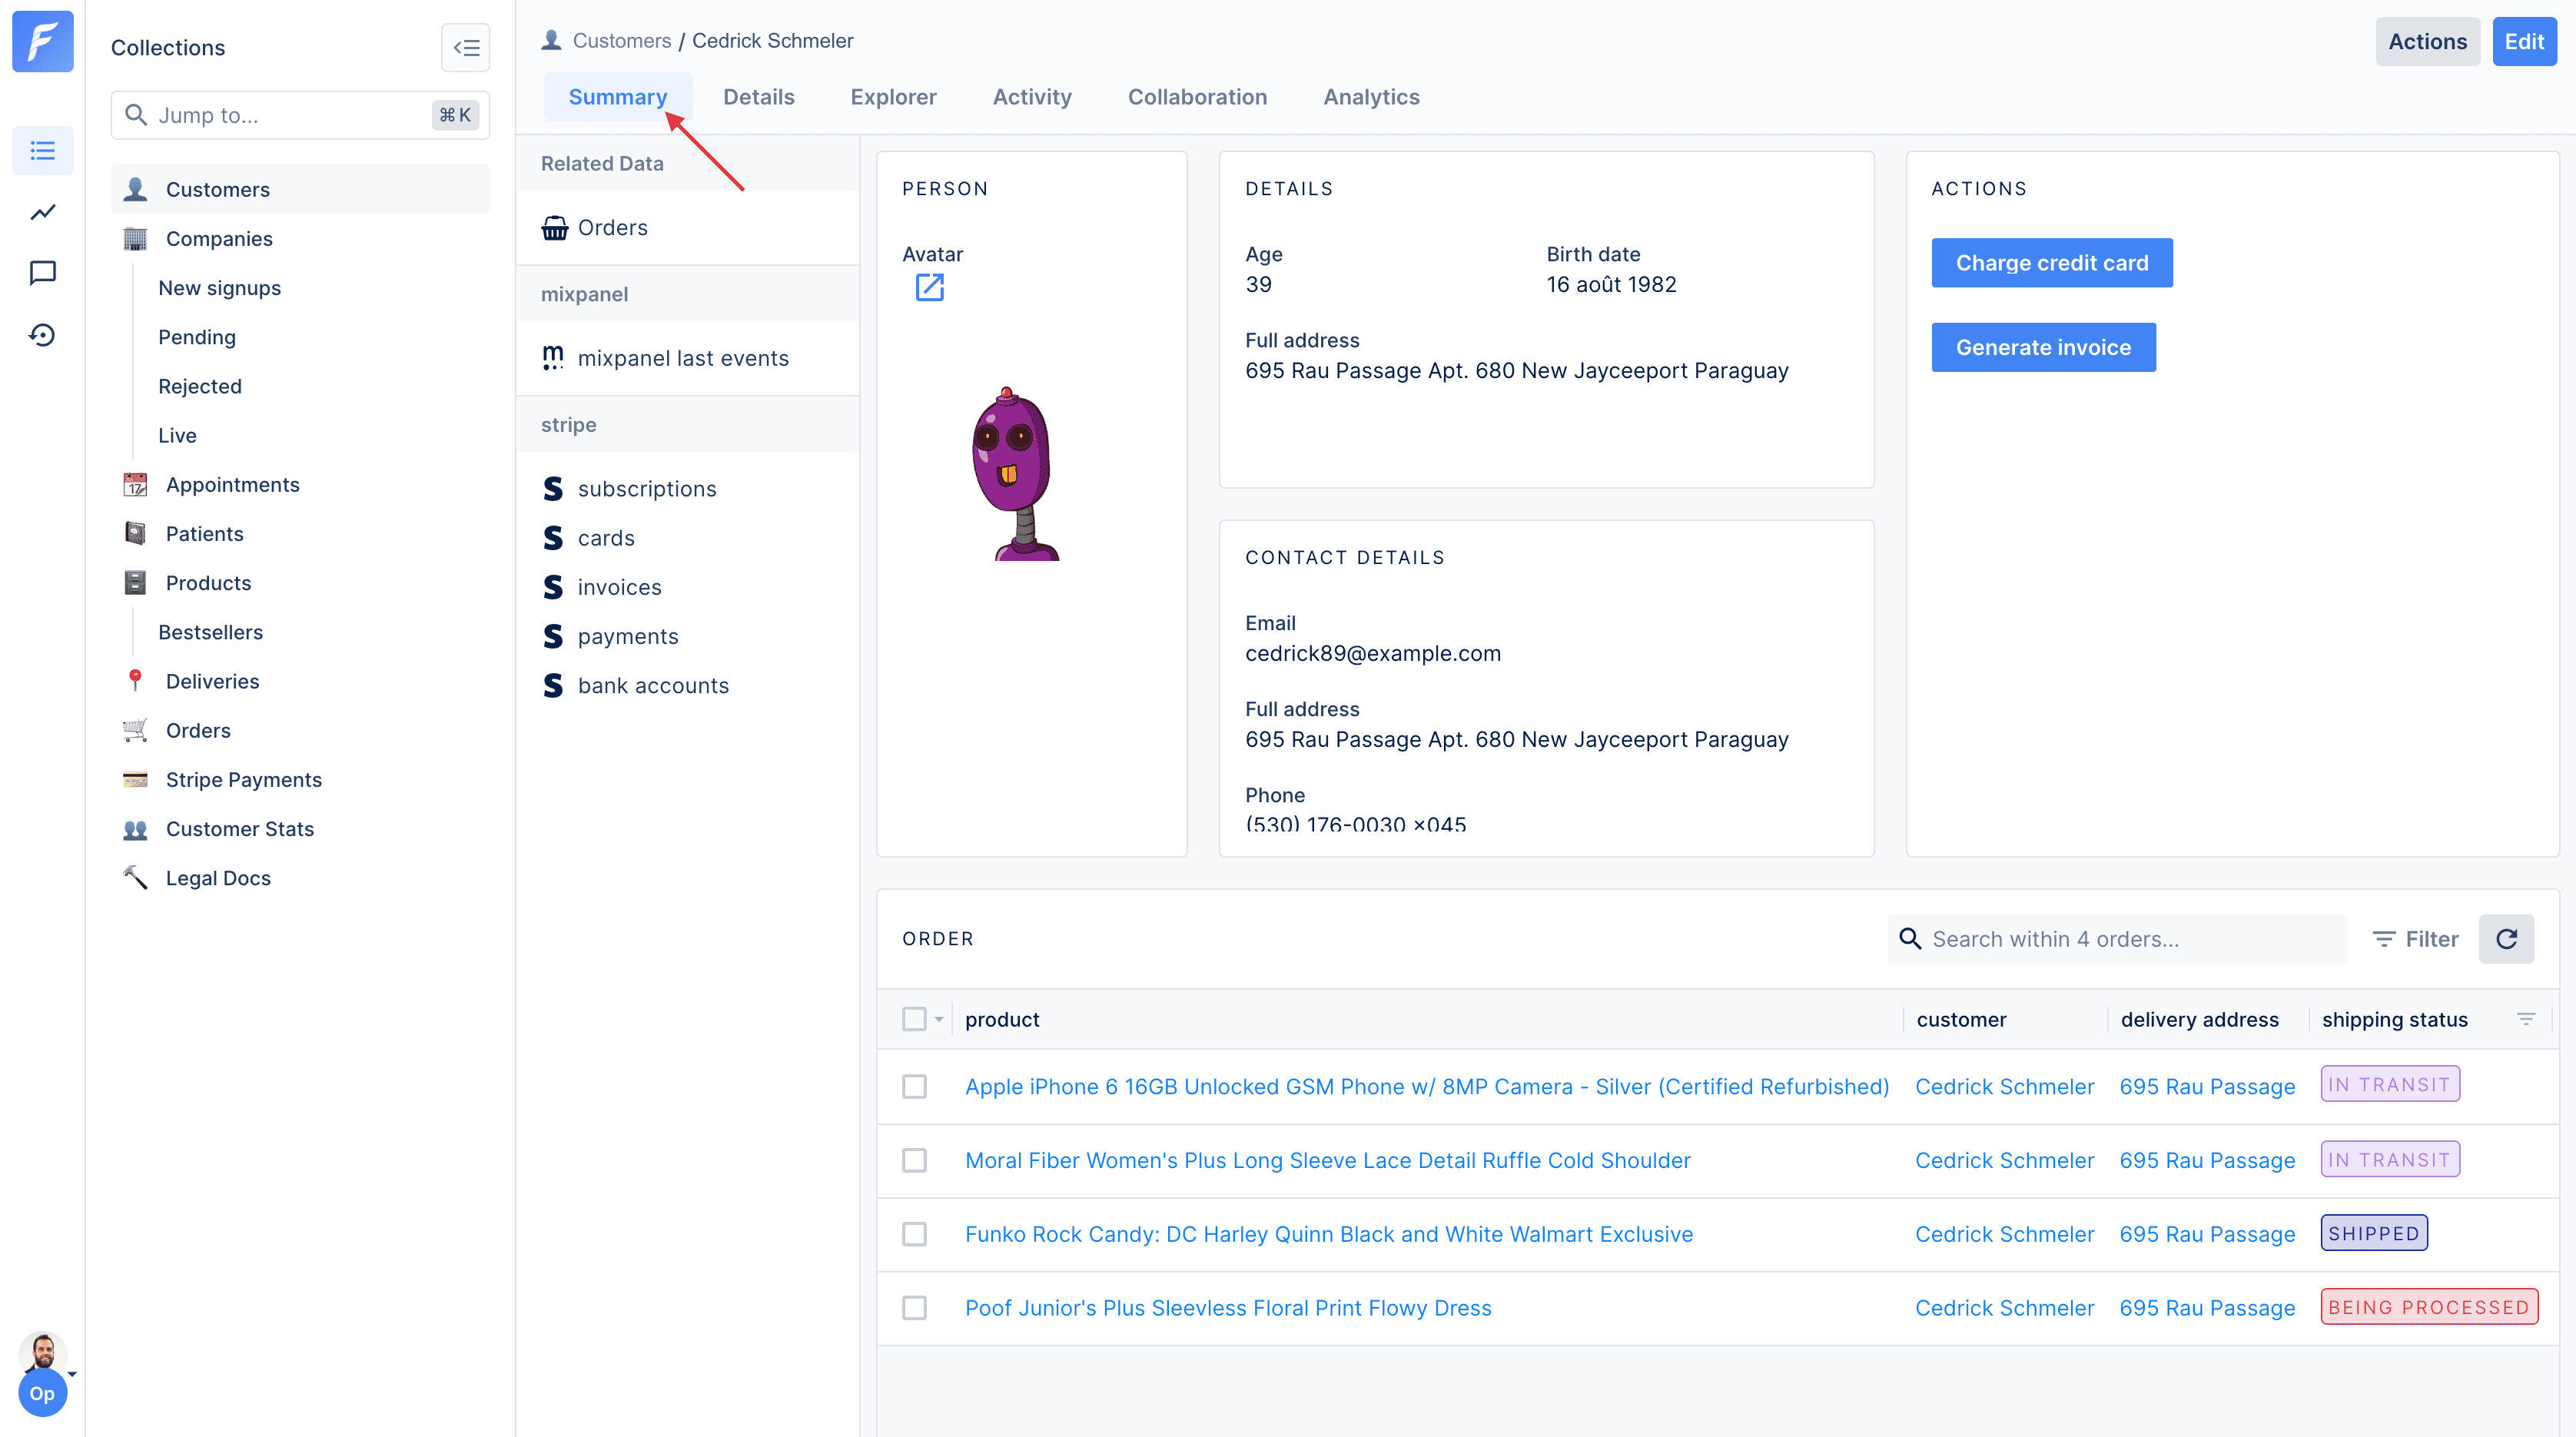 Collections
Jump to...
⌘ K
Customers
Companies
New signups
Pending
Rejected
Live
Appointments
Patients
Products
Bestsellers
Deliveries
Orders
Stripe Payments
Customer Stats
Legal Docs
Op
Customers / Cedrick Schmeler
Actions
Edit
Summary
Details
Explorer
Activity
Collaboration
Analytics
Related Data
Orders
mixpanel
mixpanel last events
stripe
subscriptions
cards
invoices
payments
bank accounts
PERSON
Avatar
DETAILS
Age
39
Birth date
16 août 1982
Full address
695 Rau Passage Apt. 680 New Jayceeport Paraguay
CONTACT DETAILS
Email
cedrick89@example.com
Full address
695 Rau Passage Apt. 680 New Jayceeport Paraguay
Phone
(530) 176-0030 ×045
ACTIONS
Charge credit card
Generate invoice
ORDER
Search within 4 orders...
Filter
product customer delivery address shipping status
Apple iPhone 6 16GB Unlocked GSM Phone w/ 8MP Camera - Silver (Certified Refurbished) Cedrick Schmeler 695 Rau Passage IN TRANSIT
Moral Fiber Women's Plus Long Sleeve Lace Detail Ruffle Cold Shoulder Cedrick Schmeler 695 Rau Passage IN TRANSIT
Funko Rock Candy: DC Harley Quinn Black and White Walmart Exclusive Cedrick Schmeler 695 Rau Passage SHIPPED
Poof Junior's Plus Sleevless Floral Print Flowy Dress Cedrick Schmeler 695 Rau Passage BEING PROCESSED